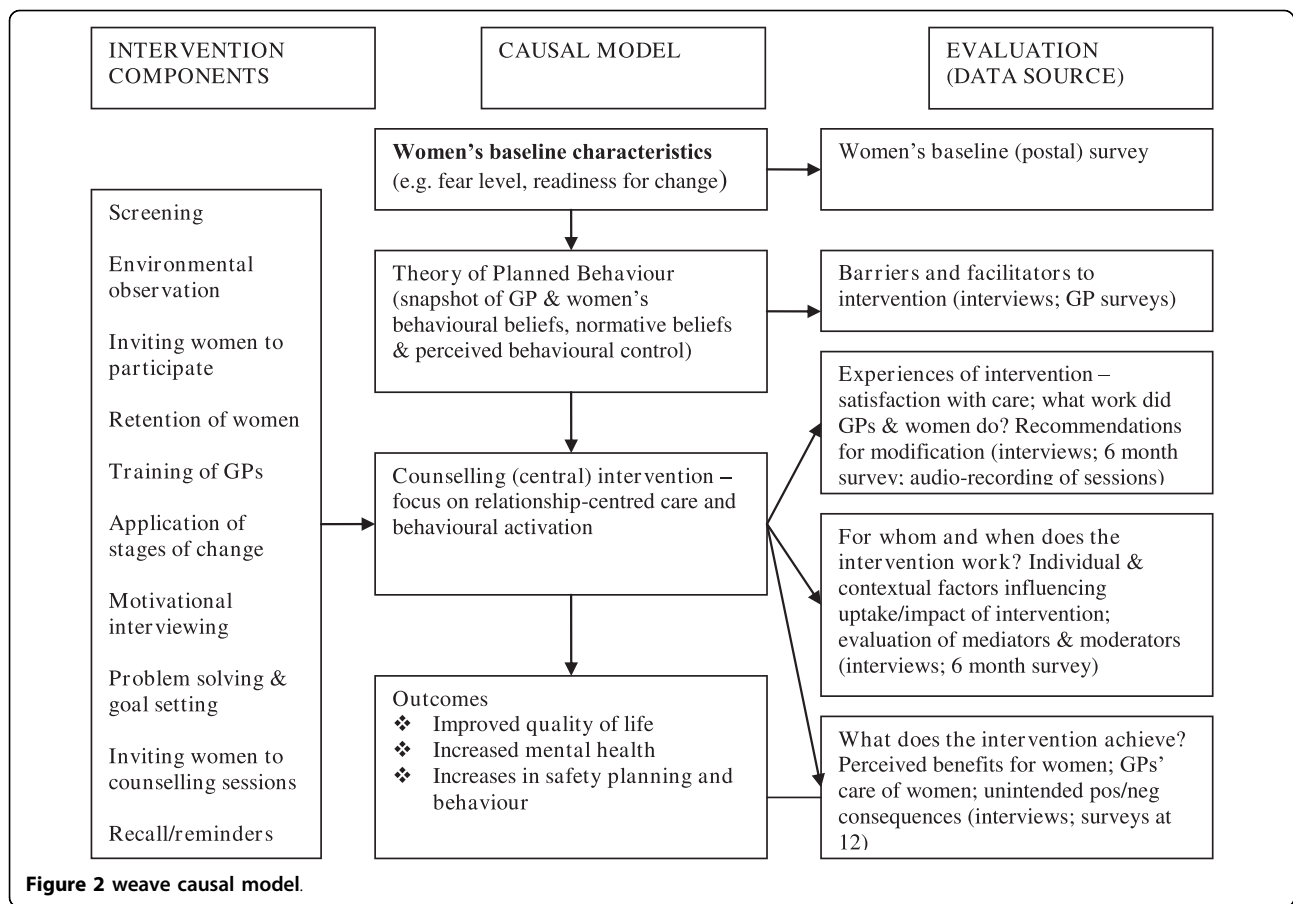 INTERVENTION
COMPONENTS
CAUSAL MODEL
EVALUATION
(DATA SOURCE)
Women's baseline characteristics
(e.g. fear level, readiness for change)
Women's baseline (postal) survey
Screening
Environmental
observation
Inviting women to
participate
Retention of women
Training of GPs
Application of
stages of change
Motivational
interviewing
Problem solving &
goal setting
Inviting women to
counselling sessions
Recall/reminders
Theory of Planned Behaviour
(snapshot of GP & women's
behavioural beliefs, normative beliefs
& perceived behavioural control)
Barriers and facilitators to
intervention (interviews; GP surveys)
Counselling (central) intervention –
focus on relationship-centred care and
behavioural activation
Experiences of intervention –
satisfaction with care; what work did
GPs & women do? Recommendations
for modification (interviews; 6 month
survey; audio-recording of sessions)
For whom and when does the
intervention work? Individual &
contextual factors influencing
uptake/impact of intervention;
evaluation of mediators & moderators
(interviews; 6 month survey)
Outcomes
❖ Improved quality of life
❖ Increased mental health
❖ Increases in safety planning and
behaviour
What does the intervention achieve?
Perceived benefits for women; GPs'
care of women; unintended pos/neg
consequences (interviews; surveys at
12)
Figure 2 weave causal model.